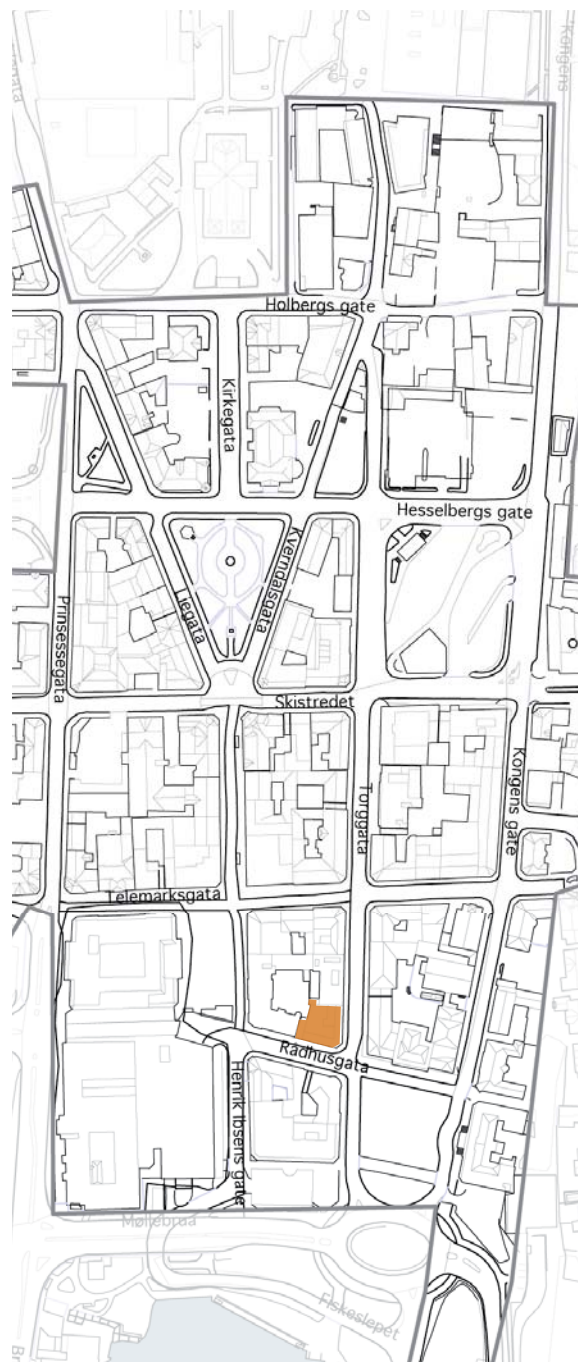 Kongens
Holbergs gate
Kirkegata
Hesselbergs gate
Kverndalsgata
Liegata
Prinsessegata
Skistredet
Torggata
Kongens gate
Telemarksgata
Rådhusgata
Henrik Ibsens gate
Møllebrua
Fiskeslepet